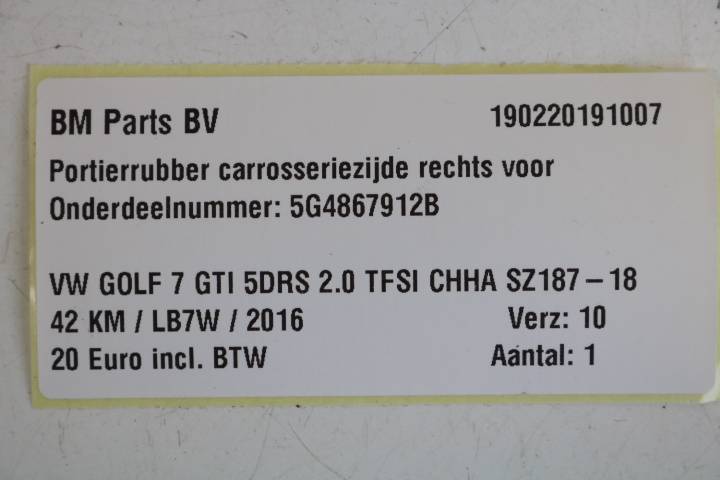 BM Parts BV 190220191007
Portierrubber carrosseriezijde rechts voor
Onderdeelnummer: 5G4867912B
VW GOLF 7 GTI 5DRS 2.0 TFSI CHHA SZ187 – 18
42 KM / LB7W / 2016 Verz: 10
20 Euro incl. BTW Aantal: 1